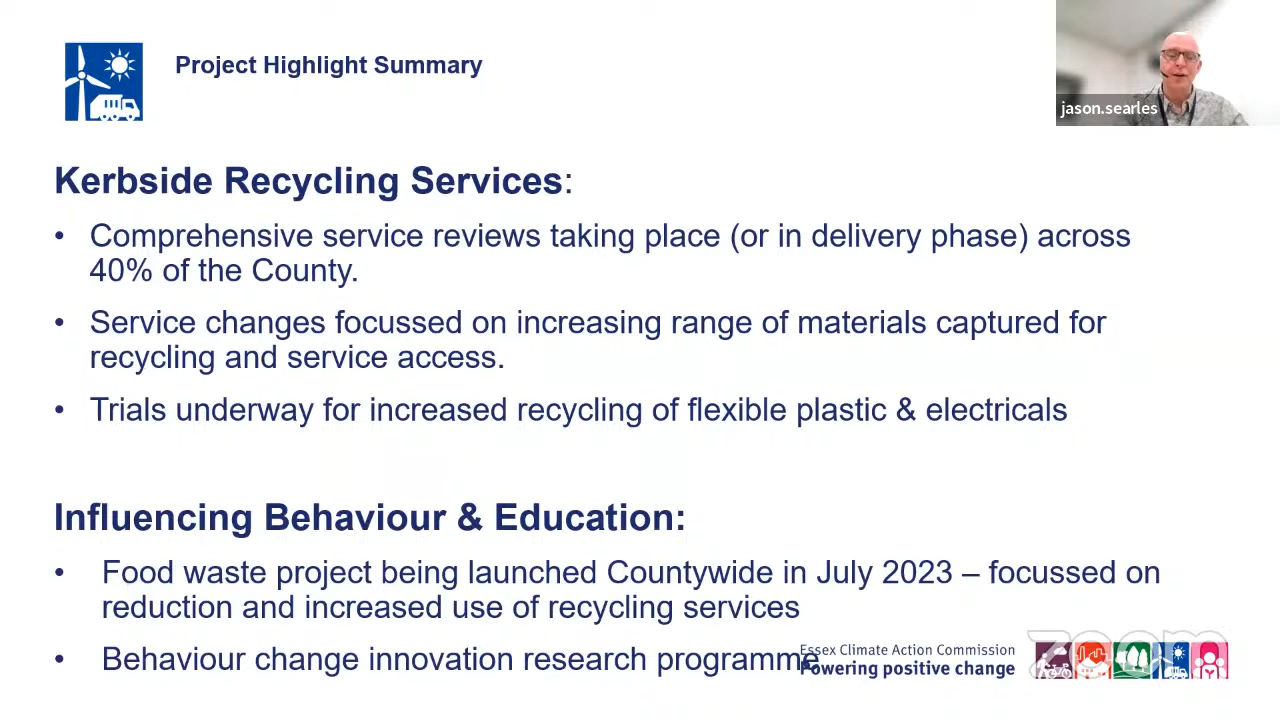 Project Highlight Summary
jason.searles
Kerbside Recycling Services:
• Comprehensive service reviews taking place (or in delivery phase) across
40% of the County.
• Service changes focussed on increasing range of materials captured for
recycling and service access.
• Trials underway for increased recycling of flexible plastic & electricals
Influencing Behaviour & Education:
• Food waste project being launched Countywide in July 2023 – focussed on
reduction and increased use of recycling services
• Behaviour change innovation research programme
Essex Climate Action Commission
Powering positive change
zoom